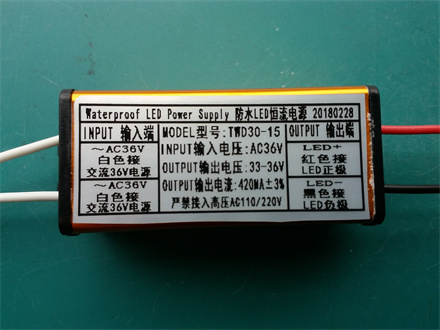 Waterproof LED Power Supply 防水LED恒流电源 20180228
INPUT 输入端
～AC36V
白色接
交流36V电源
～AC36V
白色接
交流36V电源
MODEL型号:TWD30-15
INPUT输入电压:AC36V
OUTPUT输出电压:33-36V
OUTPUT输出电流:420MA±3%
严禁接入高压AC110/220V
OUTPUT 输出端
LED+
红色接
LED正极
LED-
黑色接
LED负极